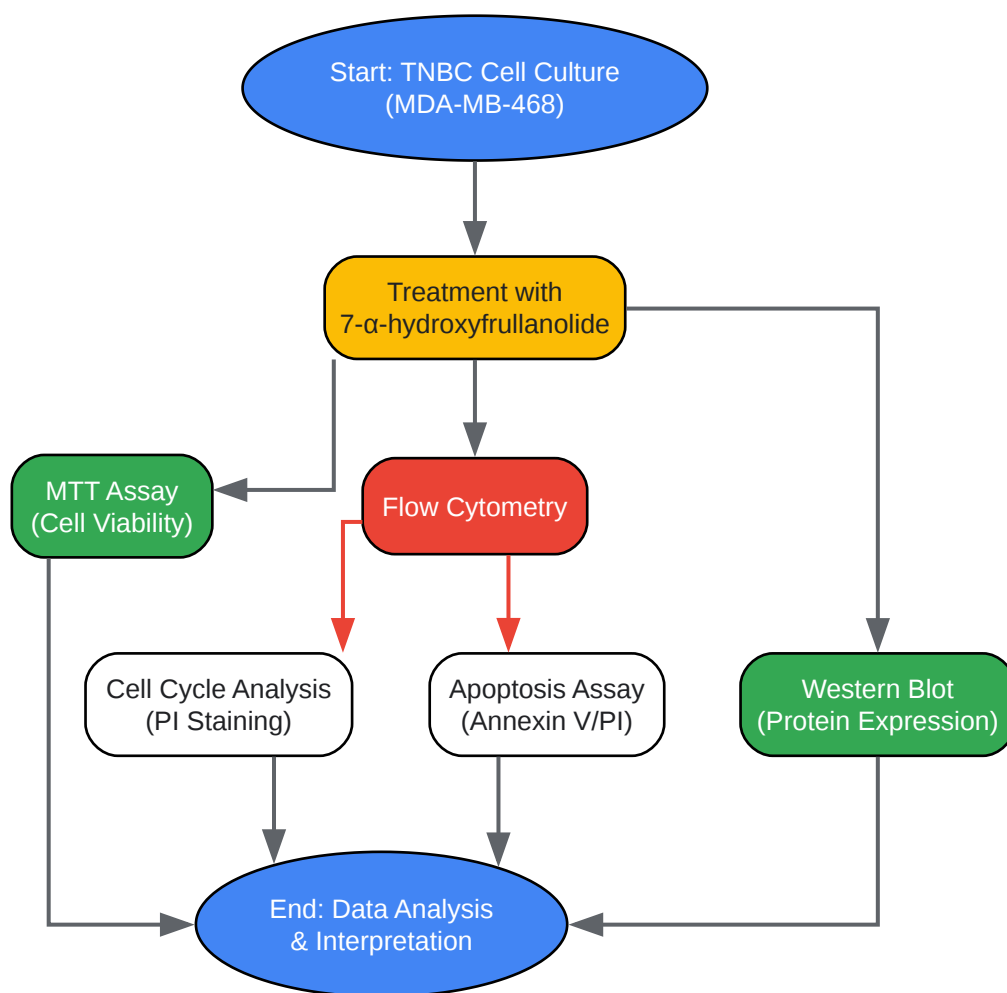 Start: TNBC Cell Culture
(MDA-MB-468)
Treatment with
7-α-hydroxyfrullanolide
MTT Assay
(Cell Viability)
Flow Cytometry
Cell Cycle Analysis
(PI Staining)
Apoptosis Assay
(Annexin V/PI)
Western Blot
(Protein Expression)
End: Data Analysis
& Interpretation